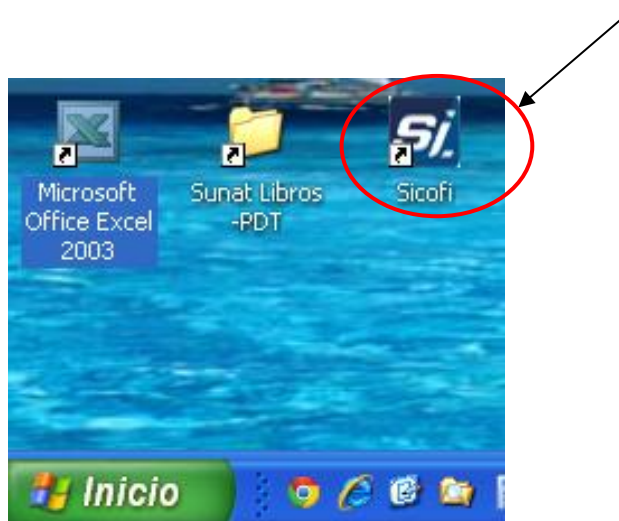 Si.
Microsoft
Office Excel
2003
Sunat Libros
-PDT
Sicofi
Inicio